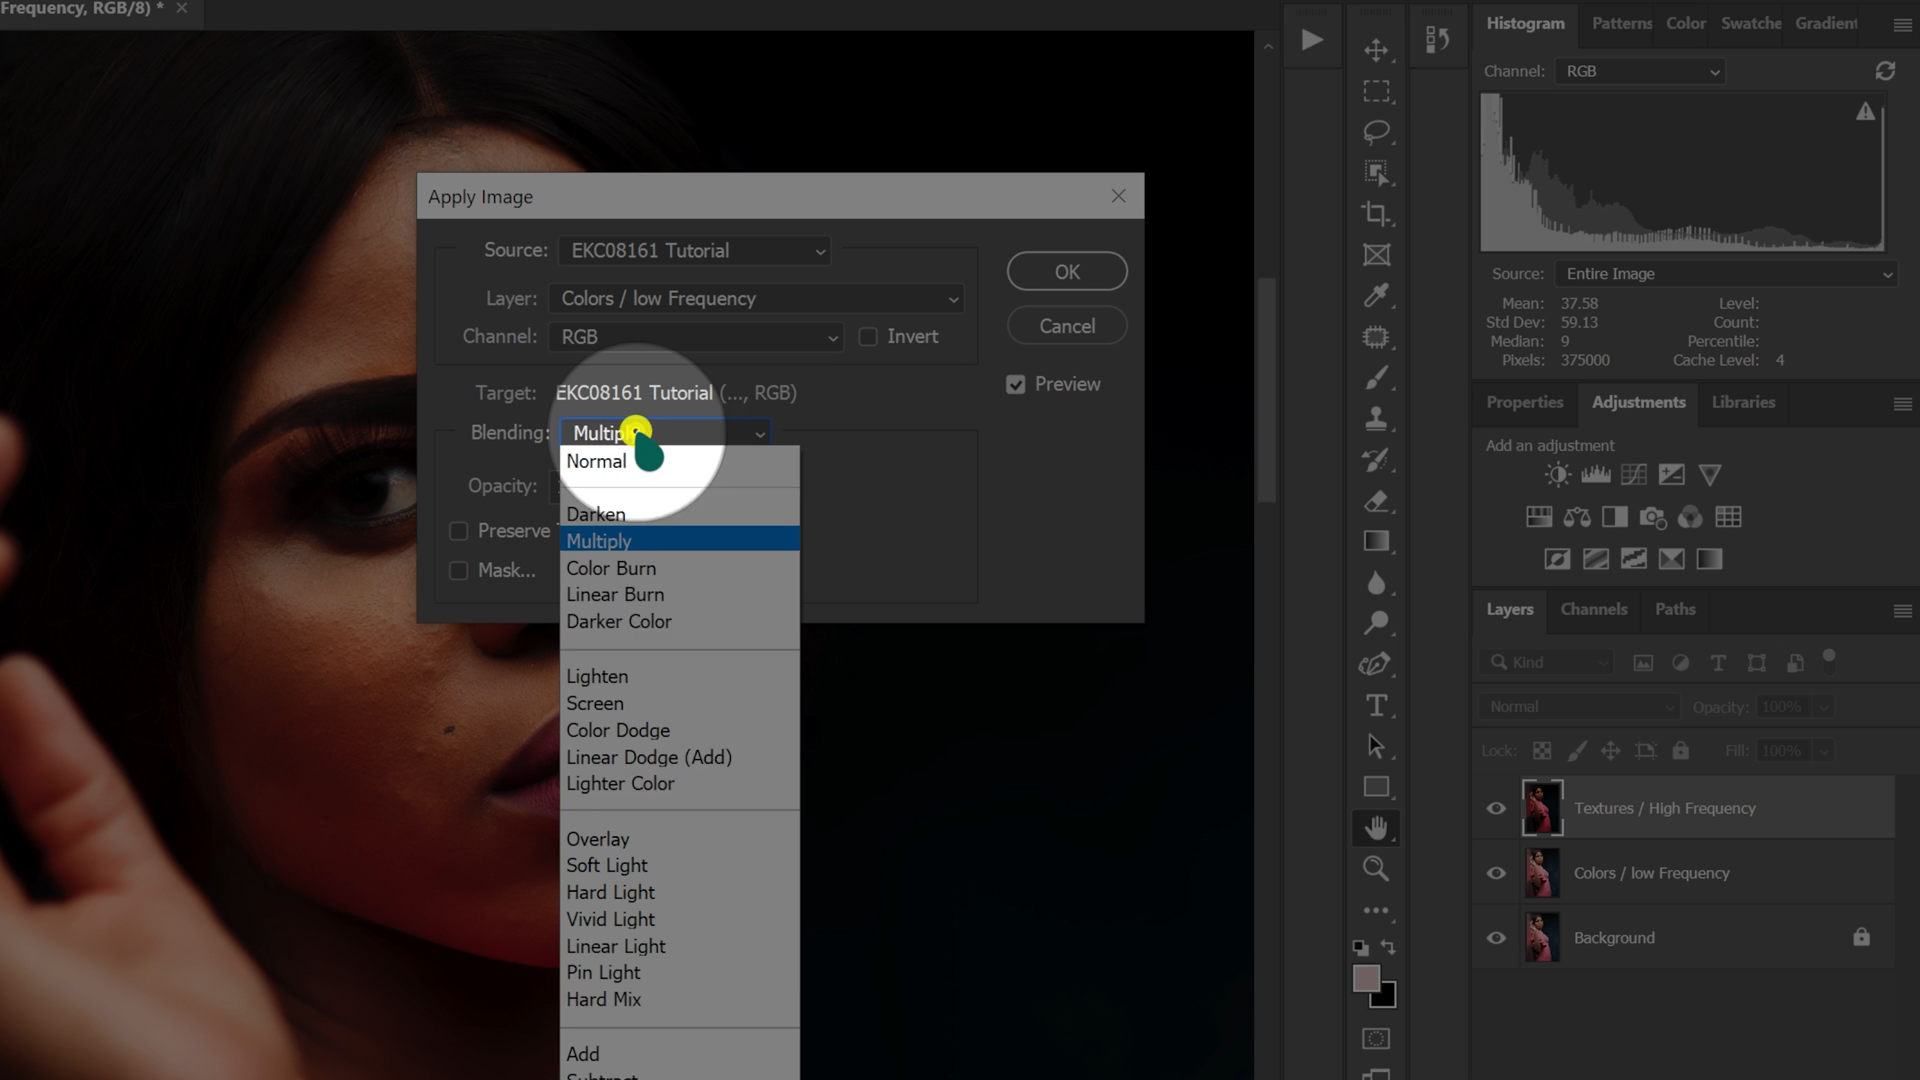 Frequency, RGB/8) *
Apply Image
Source: EKC08161 Tutorial
Layer: Colors / low Frequency
Channel: RGB
Invert
Target: EKC08161 Tutorial (..., RGB)
Blending: Multiply
Opacity:
Preserve
Mask...
OK
Cancel
Preview
Normal
Darken
Multiply
Color Burn
Linear Burn
Darker Color
Lighten
Screen
Color Dodge
Linear Dodge (Add)
Lighter Color
Overlay
Soft Light
Hard Light
Vivid Light
Linear Light
Pin Light
Hard Mix
Add
Subtract
Histogram Patterns Color Swatche Gradient
Channel: RGB
Source: Entire Image
Mean: 37.58 Level:
Std Dev: 59.13 Count:
Median: 9 Percentile:
Pixels: 375000 Cache Level: 4
Properties Adjustments Libraries
Add an adjustment
Layers Channels Paths
Kind
Normal Opacity: 100%
Lock: Fill: 100%
Textures / High Frequency
Colors / low Frequency
Background